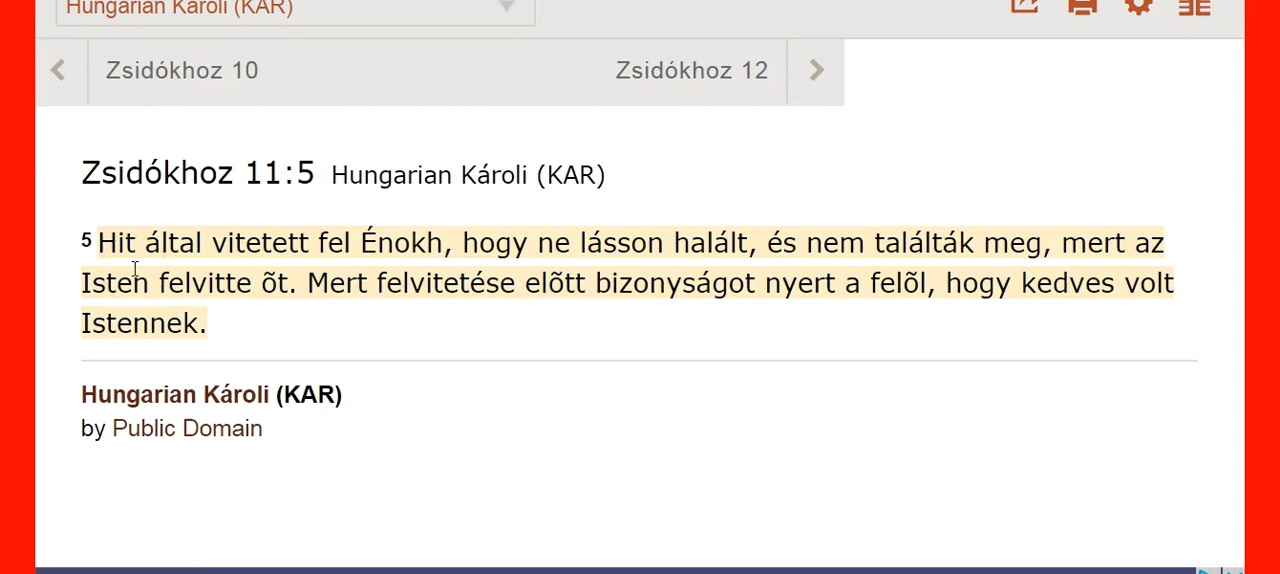 Hungarian Károli (KAR)
Zsidókhoz 10
Zsidókhoz 12
Zsidókhoz 11:5 Hungarian Károli (KAR)
5 Hit által vitetett fel Énokh, hogy ne lásson halált, és nem találták meg, mert az
Isten felvitte õt. Mert felvitetése elõtt bizonyságot nyert a felõl, hogy kedves volt
Istennek.
Hungarian Károli (KAR)
by Public Domain